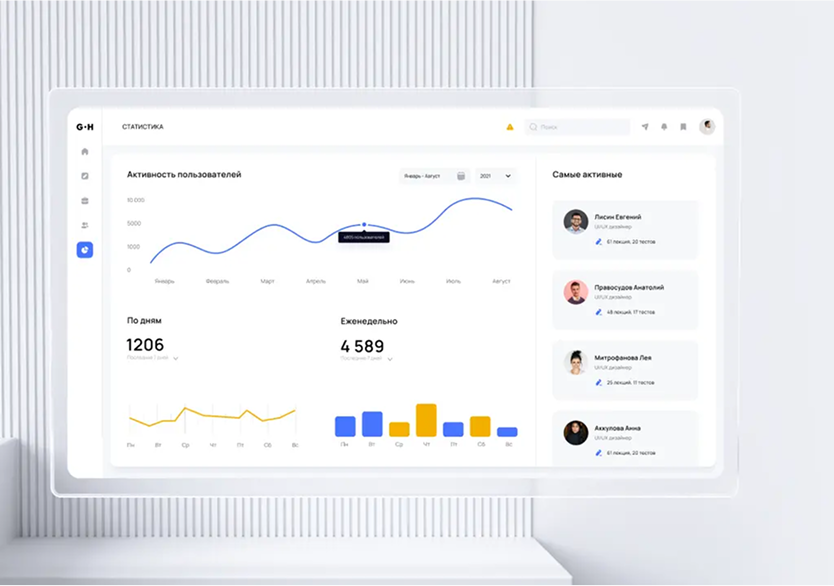 G·H
СТАТИСТИКА
Поиск
Активность пользователей
Январь - Август
2021
10 000
5000
1000
0
Январь
Февраль
Март
Апрель
Май
Июнь
Июль
Август
По дням
1206
Последние 7 дней
Пн
Вт
Ср
Чт
Пт
Сб
Вс
Еженедельно
4 589
Последние 7 дней
Пн
Вт
Ср
Чт
Пт
Сб
Вс
Самые активные
Лисин Евгений
UI/UX дизайнер
61 лекция, 20 тестов
Правосудов Анатолий
UI/UX дизайнер
48 лекций, 17 тестов
Митрофанова Лея
UI/UX дизайнер
25 лекций, 11 тестов
Аккулова Анна
UI/UX дизайнер
61 лекция, 20 тестов